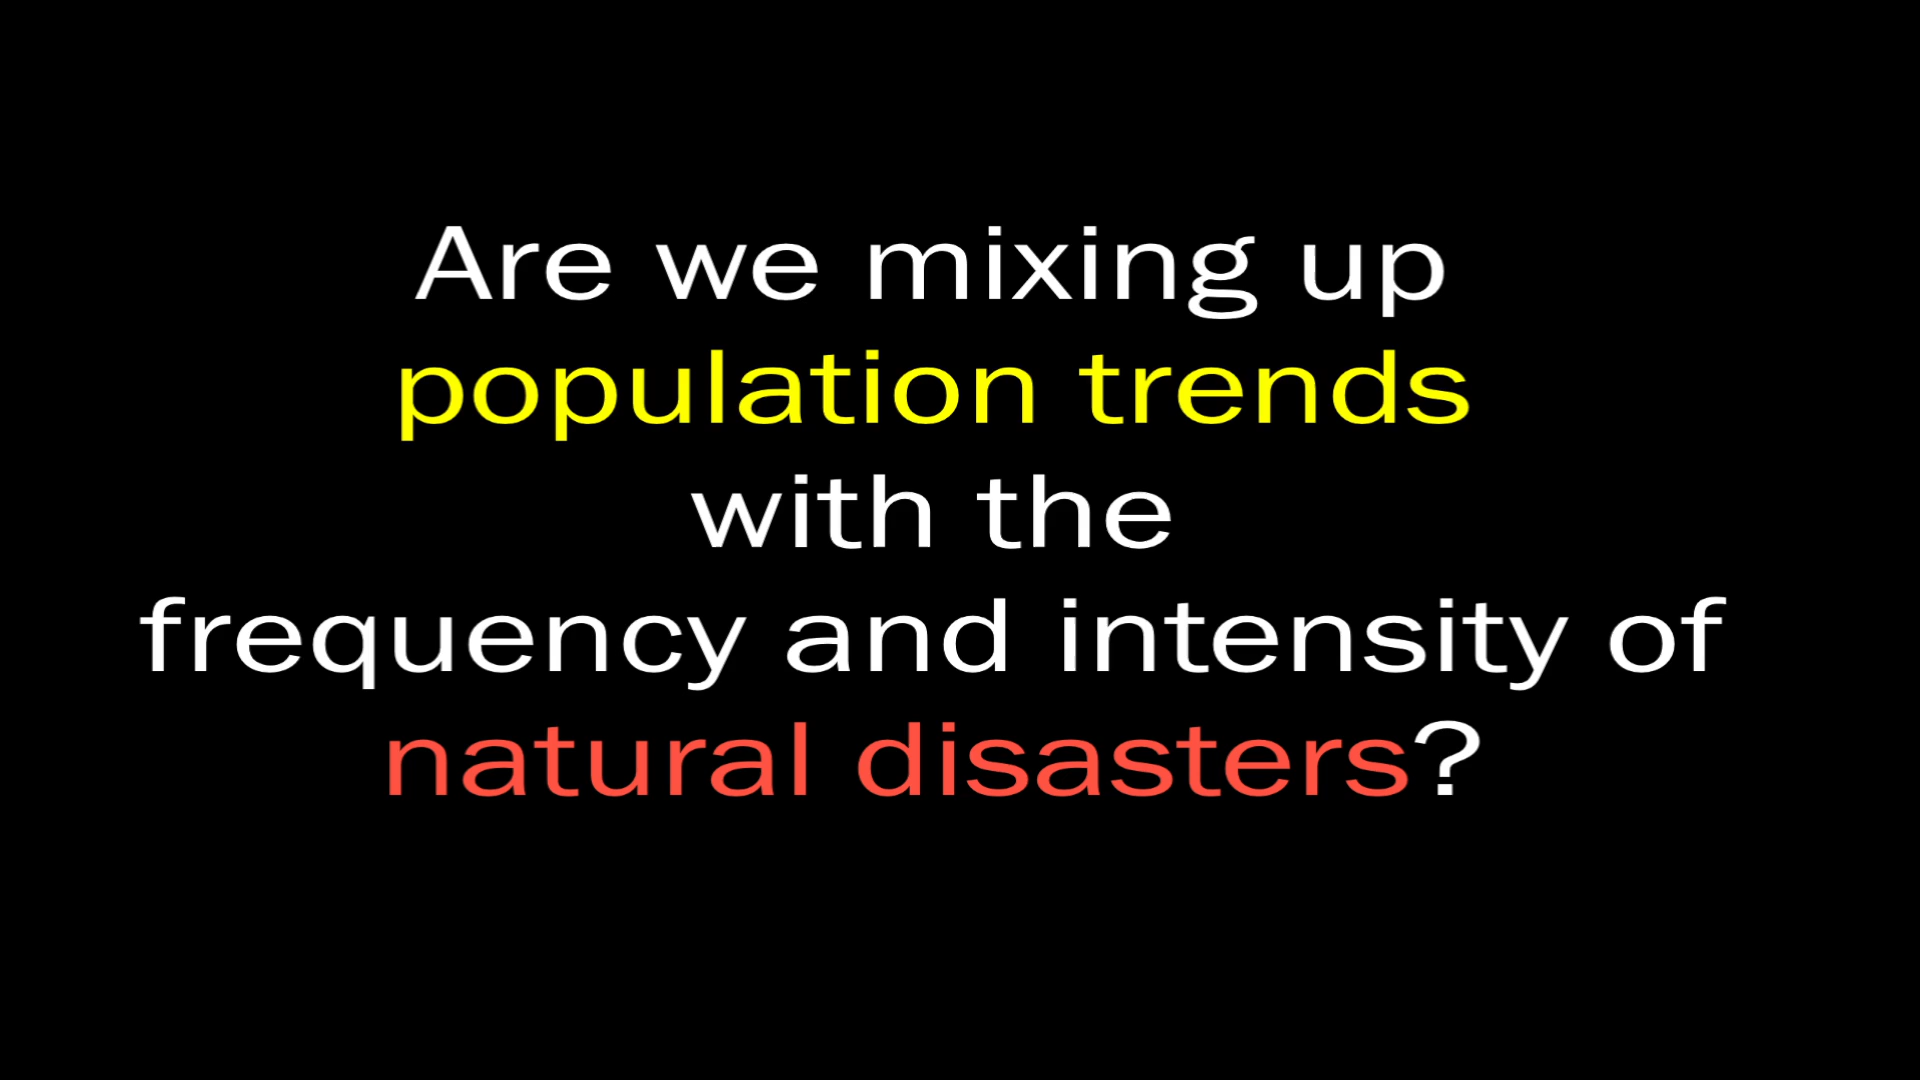 Are we mixing up
population trends
with the
frequency and intensity of
natural disasters?